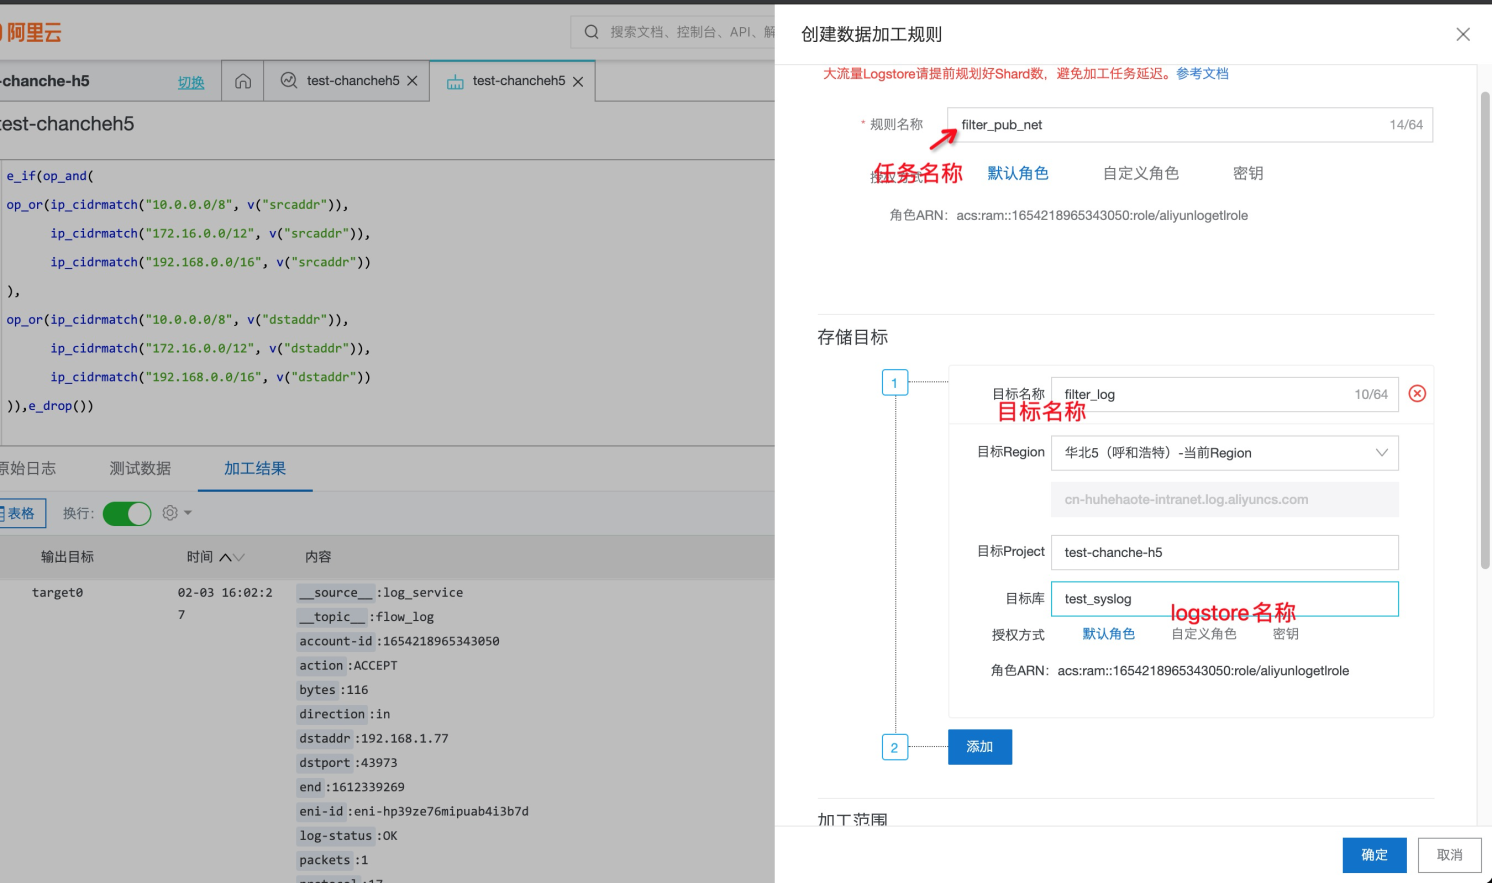 阿里云
搜索文档、控制台、API、解
-chanche-h5
切换
test-chancheh5
test-chancheh5
test-chancheh5
e_if(op_and(
op_or(ip_cidrmatch("10.0.0.0/8", v("srcaddr")),
ip_cidrmatch("172.16.0.0/12", v("srcaddr")),
ip_cidrmatch("192.168.0.0/16", v("srcaddr"))
),
op_or(ip_cidrmatch("10.0.0.0/8", v("dstaddr")),
ip_cidrmatch("172.16.0.0/12", v("dstaddr")),
ip_cidrmatch("192.168.0.0/16", v("dstaddr"))
)),e_drop())
原始日志
测试数据
加工结果
表格
换行:
输出目标
时间
内容
target0
02-03 16:02:2
7
__source__ :log_service
__topic__ :flow_log
account-id :1654218965343050
action :ACCEPT
bytes :116
direction :in
dstaddr :192.168.1.77
dstport :43973
end :1612339269
eni-id :eni-hp39ze76mipuab4i3b7d
log-status :OK
packets :1
protocol :17
创建数据加工规则
大流量Logstore请提前规划好Shard数，避免加工任务延迟。参考文档
* 规则名称
filter_pub_net
14/64
任务名称
授权方式
默认角色
自定义角色
密钥
角色ARN: acs:ram::1654218965343050:role/aliyunlogetlrole
存储目标
1
目标名称
filter_log
10/64
目标名称
目标Region
华北5（呼和浩特）-当前Region
cn-huhehaote-intranet.log.aliyuncs.com
目标Project
test-chanche-h5
目标库
test_syslog
logstore名称
授权方式
默认角色
自定义角色
密钥
角色ARN: acs:ram::1654218965343050:role/aliyunlogetlrole
2
添加
加工范围
确定
取消